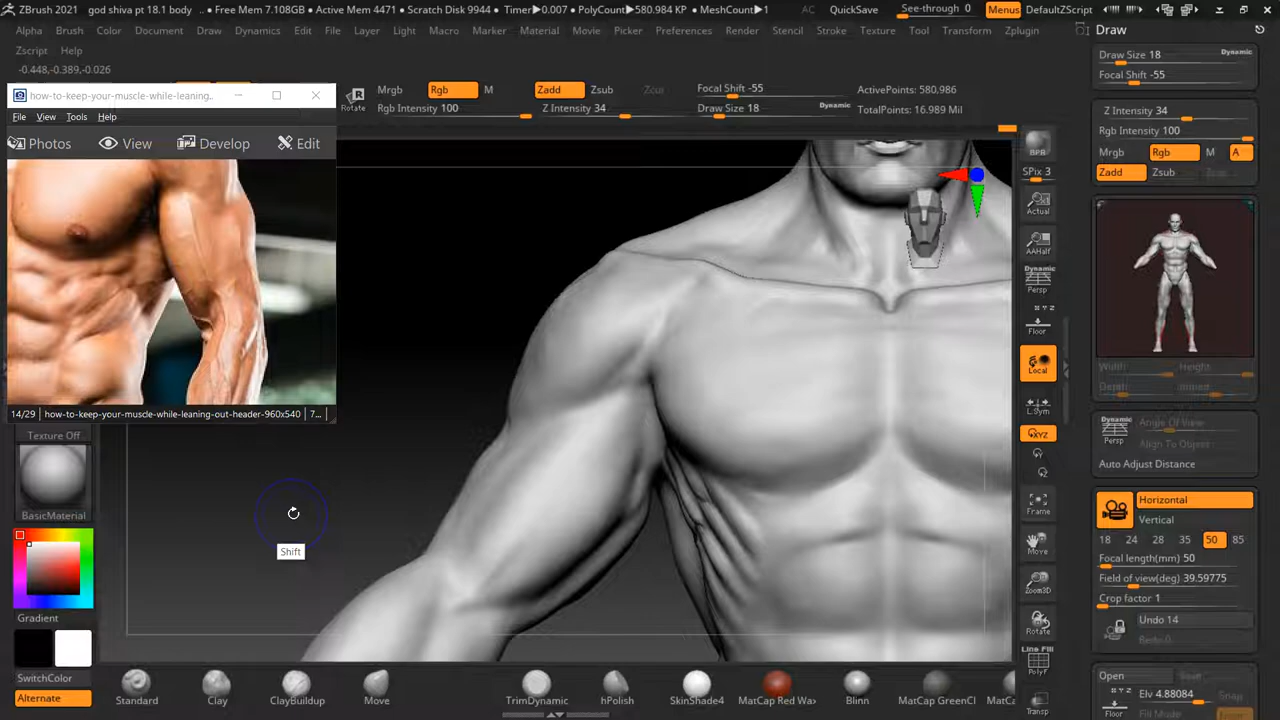 ZBrush 2021 god shiva pt 18.1 body .. • Free Mem 7.108GB • Active Mem 4471 • Scratch Disk 9944 • Timer▶0.007 • PolyCount▶580.984 KP • MeshCount▶1 AC QuickSave See-through 0 Menus DefaultZScript
Alpha Brush Color Document Draw Dynamics Edit File Layer Light Macro Marker Material Movie Picker Preferences Render Stencil Stroke Texture Tool Transform Zplugin
Zscript Help
-0.448,-0.389,-0.026
how-to-keep-your-muscle-while-leaning_..
File View Tools Help
Photos View Develop Edit
14/29 how-to-keep-your-muscle-while-leaning-out-header-960x540 7...
Rotate
Mrgb Rgb M Zadd Zsub Zcut Focal Shift -55
Rgb Intensity 100 Z Intensity 34 Draw Size 18 Dynamic
ActivePoints: 580,986
TotalPoints: 16.989 Mil
Texture Off
BasicMaterial
Gradient
SwitchColor
Alternate
Shift
Standard Clay ClayBuildup Move TrimDynamic hPolish SkinShade4 MatCap Red Wax Blinn MatCap GreenCl MatCa
BPR
SPix 3
Actual
AAHalf
Dynamic
Persp
X Y Z
Floor
Local
L.Sym
XYZ
Y
Z
Frame
Move
Zoom3D
Rotate
Line Fill
PolyF
Transp
Draw
Draw Size 18 Dynamic
Focal Shift -55
Z Intensity 34
Rgb Intensity 100
Mrgb Rgb M A
Zadd Zsub Zcut
Width Height
Depth Imbed
Dynamic
Persp
Angle Of View
Align To Object
Auto Adjust Distance
Horizontal
Vertical
18 24 28 35 50 85
Focal length(mm) 50
Field of view(deg) 39.59775
Crop factor 1
Undo 14
Redo 0
Open Save
X Y Z
Floor
Elv 4.88084 Snap
Fill Mode